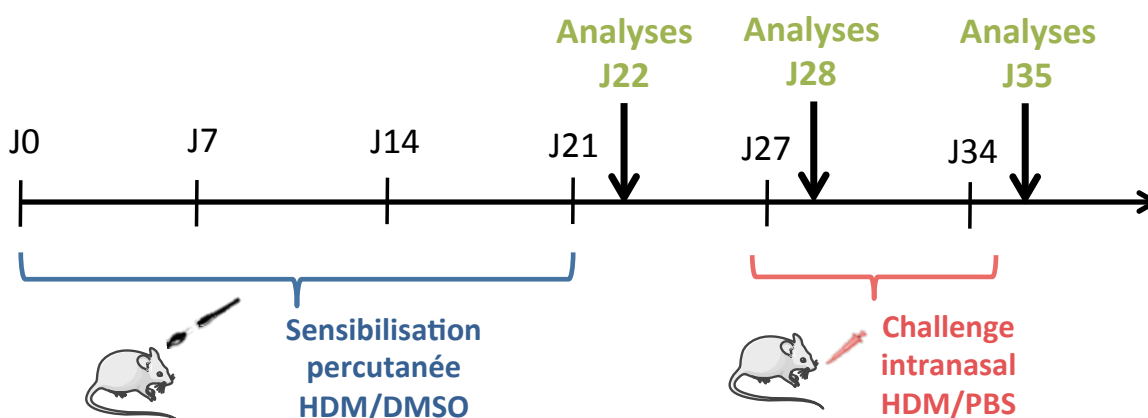 Analyses
J22
Analyses
J28
Analyses
J35
J0
J7
J14
J21
J27
J34
Sensibilisation
percutanée
HDM/DMSO
Challenge
intranasal
HDM/PBS